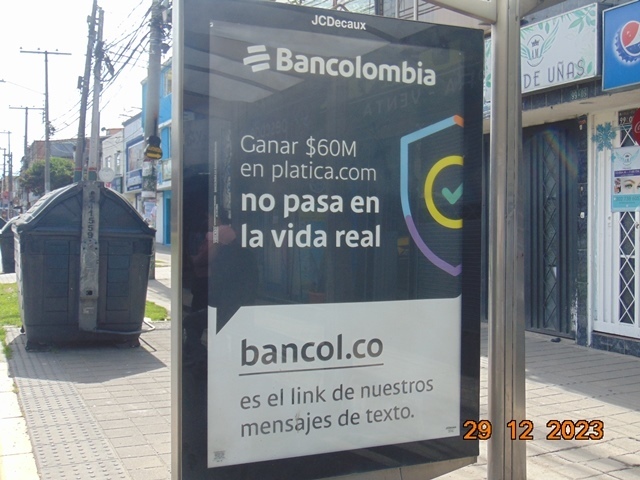 JCDecaux
Bancolombia
Ganar $60M
en platica.com
no pasa en
la vida real
bancol.co
es el link de nuestros
mensajes de texto.
DE UÑAS
pepsi
29 12 2023